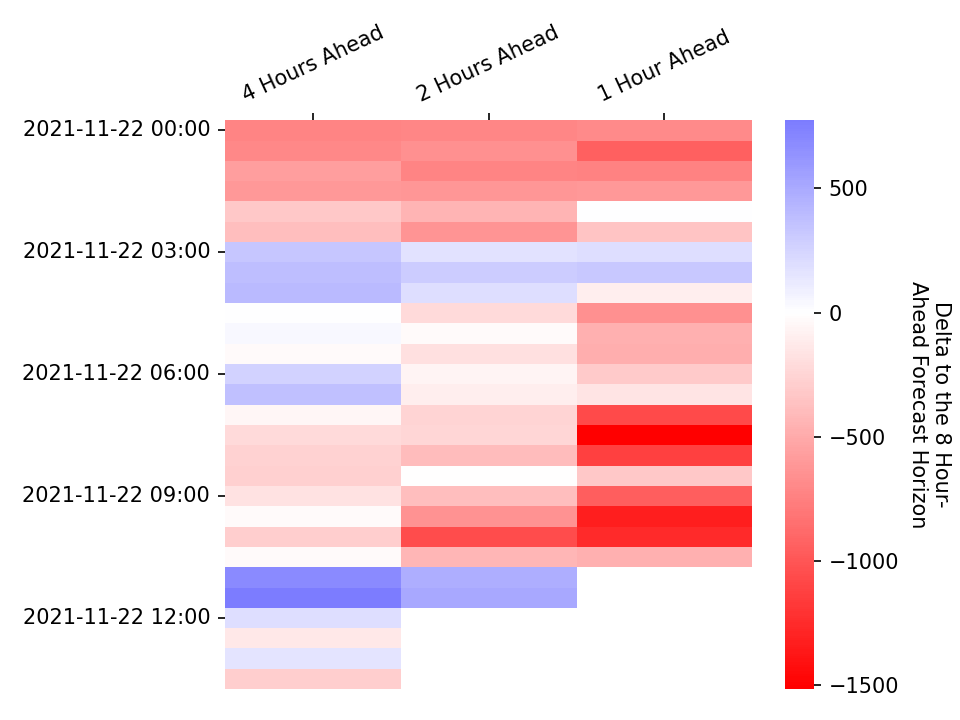 4 Hours Ahead
2 Hours Ahead
1 Hour Ahead
2021-11-22 00:00
2021-11-22 03:00
2021-11-22 06:00
2021-11-22 09:00
2021-11-22 12:00
500
0
−500
−1000
−1500
Delta to the 8 Hour-
Ahead Forecast Horizon